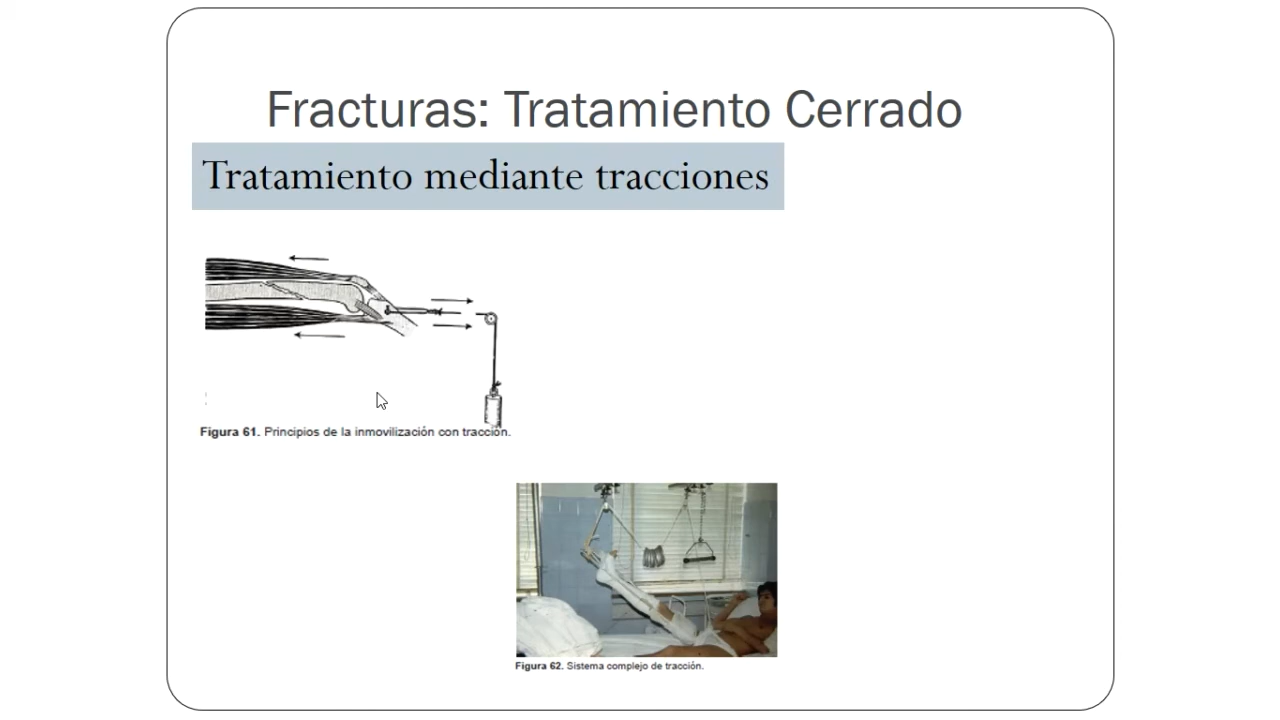 Fracturas: Tratamiento Cerrado
Tratamiento mediante tracciones
Figura 61. Principios de la inmovilización con tracción.
Figura 62. Sistema complejo de tracción.